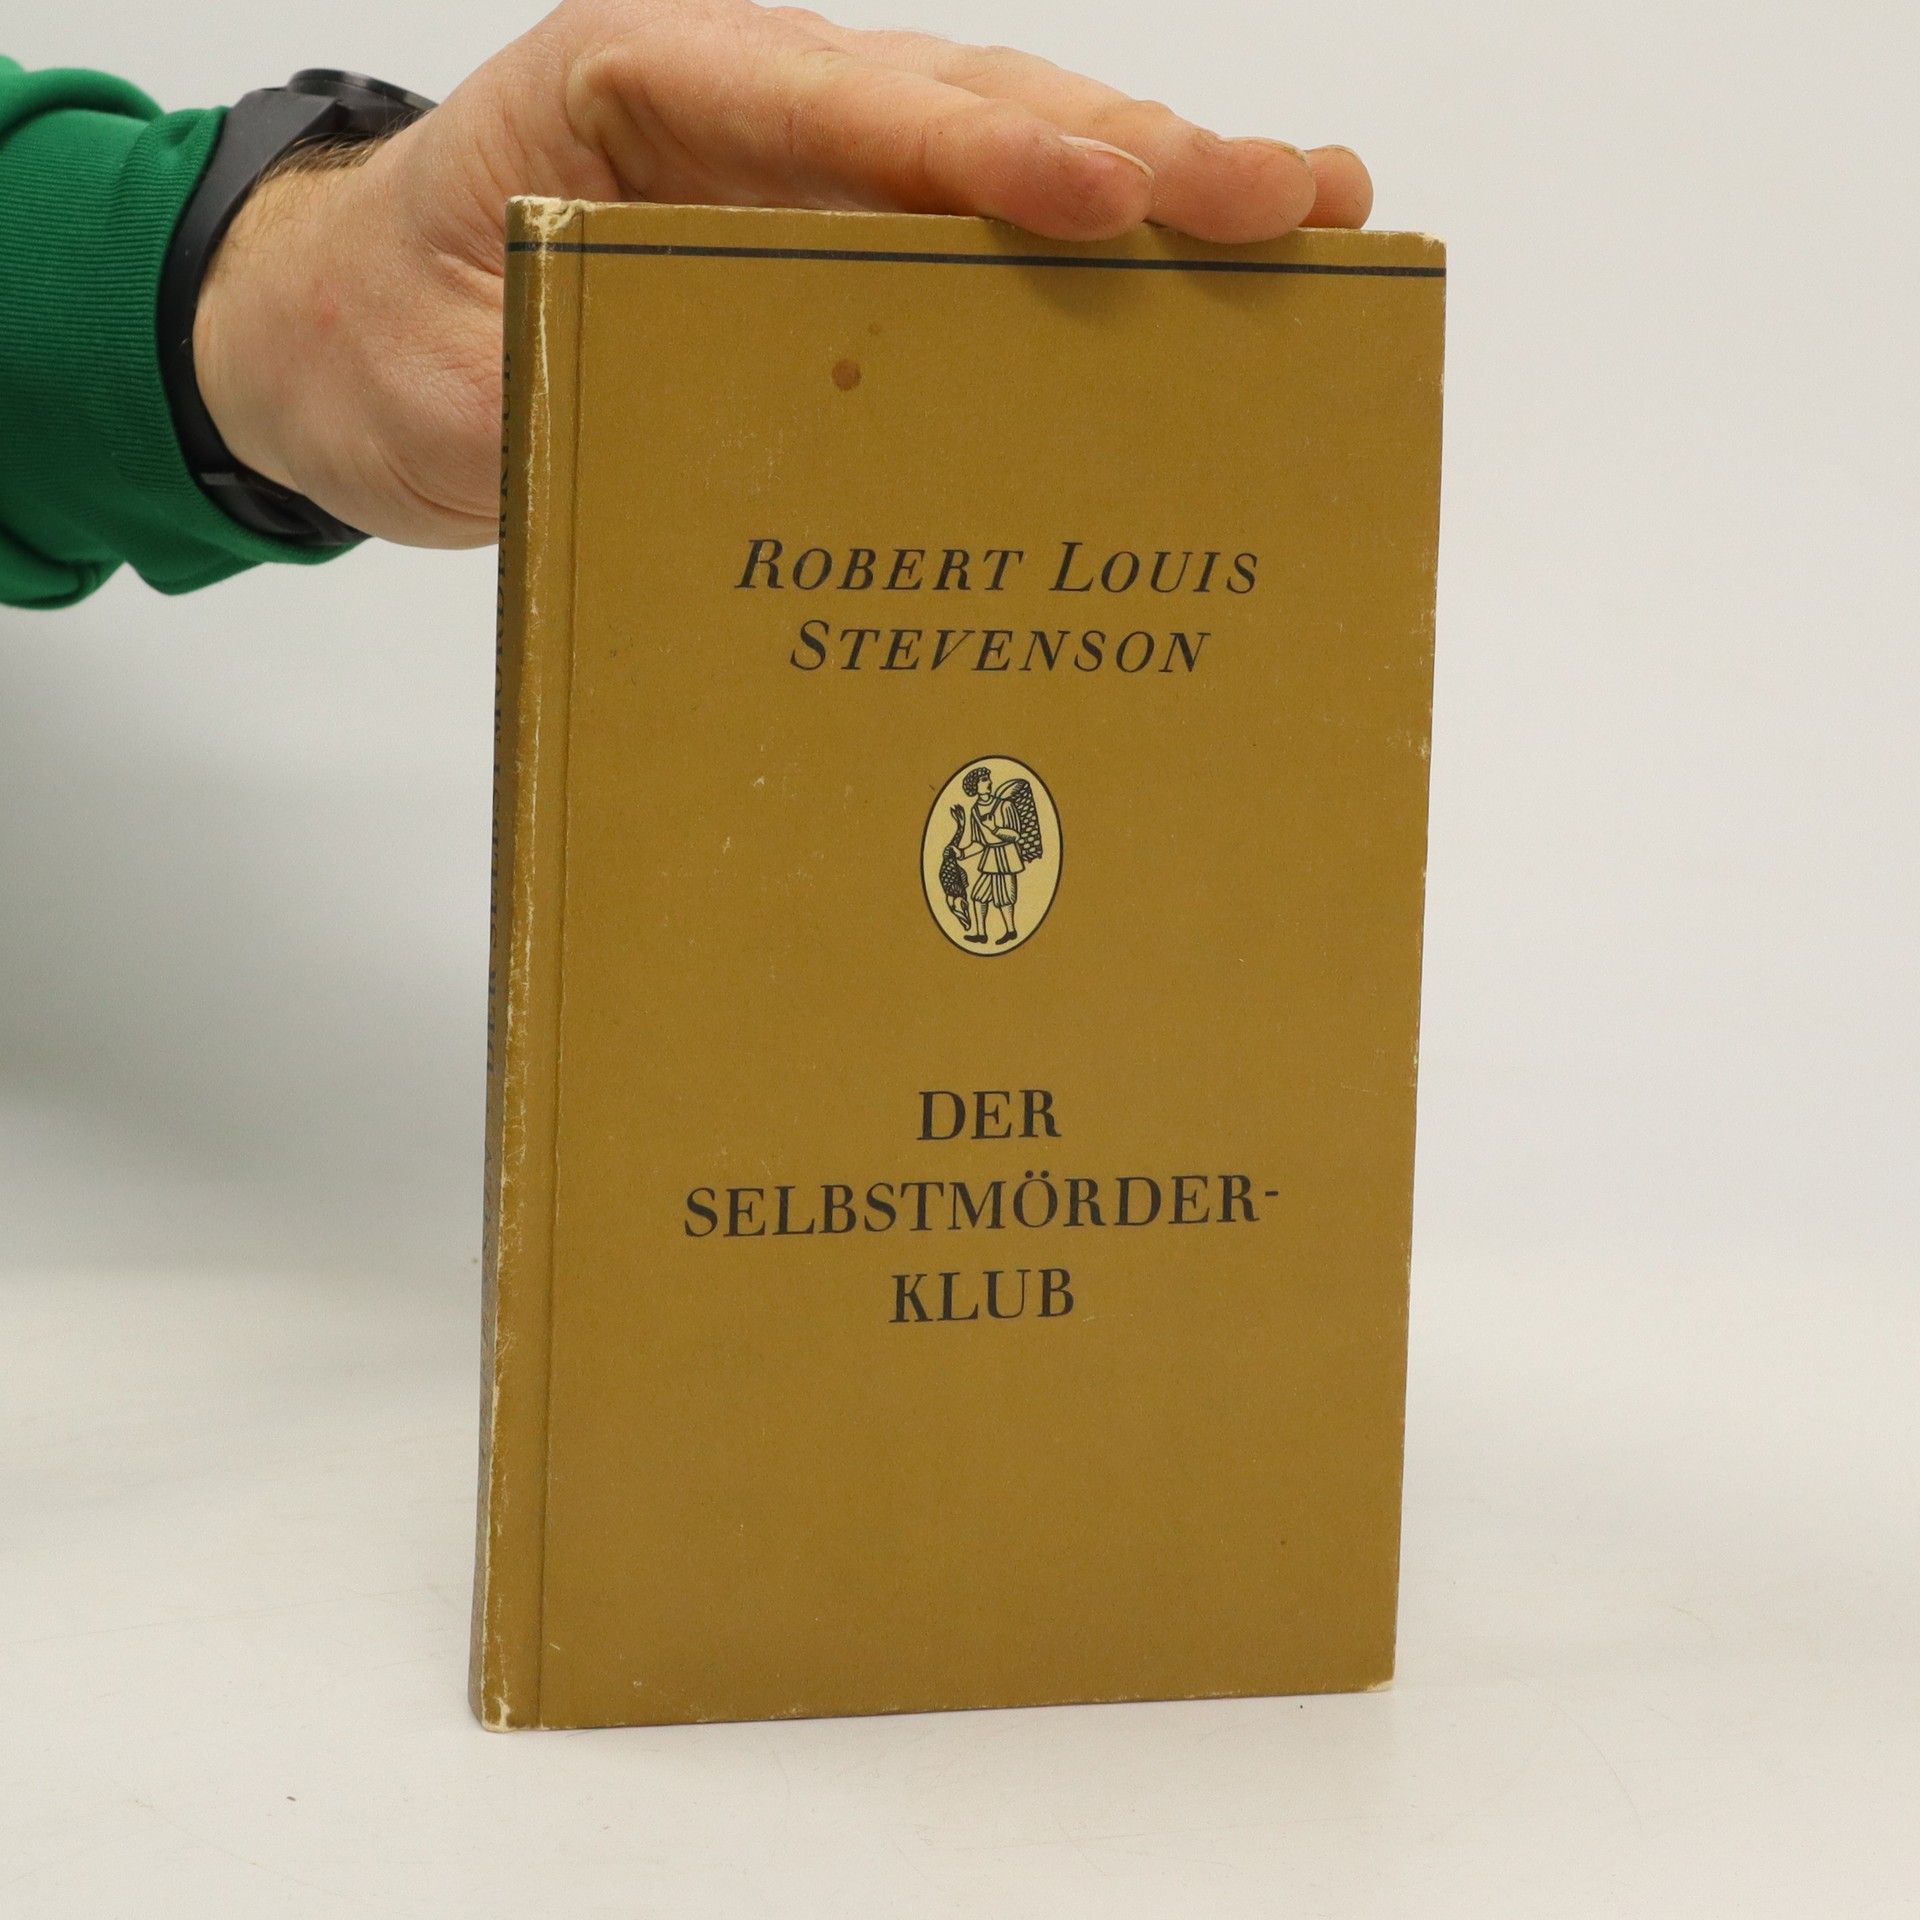 ROBERT LOUIS
STEVENSON
DER
SELBSTMÖRDER-
KLUB